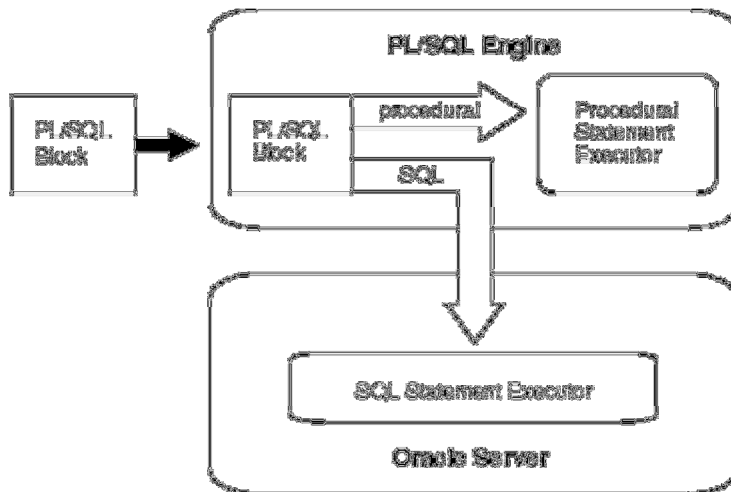 PL/SQL Engine
PL/SQL
Block
PL/SQL
Block
procedural
Procedural
Statement
Executor
SQL
SQL Statement Executor
Oracle Server